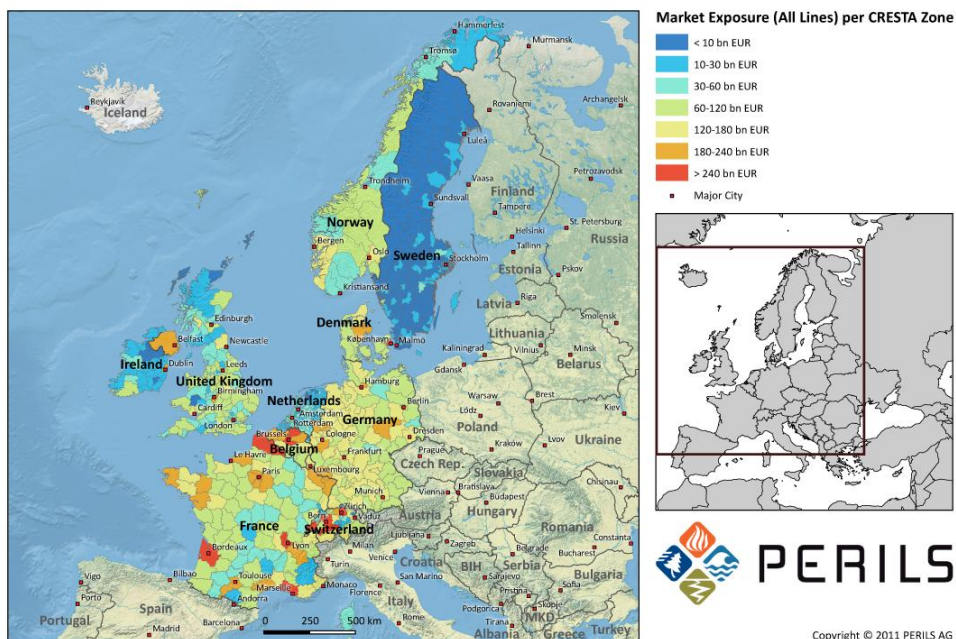 Market Exposure (All Lines) per CRESTA Zone
< 10 bn EUR
10-30 bn EUR
30-60 bn EUR
60-120 bn EUR
120-180 bn EUR
180-240 bn EUR
> 240 bn EUR
Major City
Hammerfest
Tromsø
Murmansk
Reykjavik
Iceland
Rovaniemi
Archangelsk
Luleå
Trondheim
Vaasa
Petrozavodsk
Finland
Sundsvall
Tampere
Norway
Bergen
Oslo
Helsinki
St. Petersburg
Tallinn
Russia
Sweden
Stockholm
Estonia
Pskov
Kristiansand
Latvia
Riga
Edinburgh
Denmark
Smolensk
Lithuania
Belfast
Newcastle
København
Malmö
Kaliningrad
Vilnius
Minsk
Ireland
Dublin
Leeds
Gdansk
Belarus
United Kingdom
Birmingham
Hamburg
Netherlands
Amsterdam
Rotterdam
Berlin
Warsaw
Brest
Cardiff
London
Germany
Łódź
Poland
Kiev
Brussels
Cologne
Dresden
Belgium
Frankfurt
Prague
Kraków
Lvov
Ukraine
Le Havre
Luxembourg
Czech Rep.
Slovakia
Paris
Munich
Vienna
Bratislava
Chisinau
Budapest
Zürich
Vaduz
Austria
Hungary
France
Bern
Switzerland
Romania
Bordeaux
Lyon
Milan
Ljubljana
Zagreb
Constanta
Turin
Venice
Croatia
Belgrade
Bucharest
Bilbao
Toulouse
Marseille
Monaco
San Marino
BIH
Serbia
Sarajevo
Vigo
Florence
Bulgaria
Porto
Andorra
Italy
Pristina
Sofia
Spain
Podgorica
Skopje
Portugal
Madrid
Barcelona
Rome
Tiranë
MKD
Albania
Greece
Turkey
0 250 500 km
PERILS
Copyright © 2011 PERILS AG